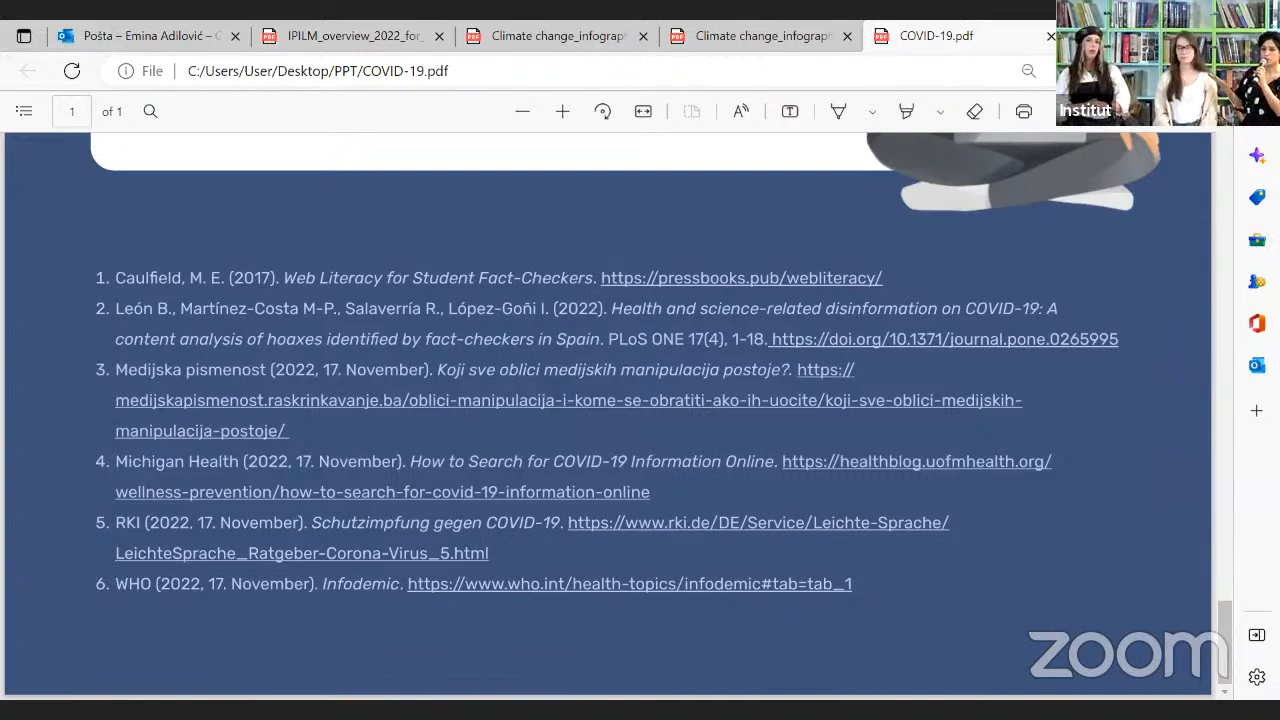 Pošta – Emina Adilović – C
IPILM_overview_2022_for_
Climate change_infograph
Climate change_infograph
COVID-19.pdf
File
C:/Users/User/Desktop/PPT/COVID-19.pdf
1 of 1
Institut
1. Caulfield, M. E. (2017). Web Literacy for Student Fact-Checkers. https://pressbooks.pub/webliteracy/
2. León B., Martínez-Costa M-P., Salaverría R., López-Goñi I. (2022). Health and science-related disinformation on COVID-19: A
content analysis of hoaxes identified by fact-checkers in Spain. PLoS ONE 17(4), 1-18. https://doi.org/10.1371/journal.pone.0265995
3. Medijska pismenost (2022, 17. November). Koji sve oblici medijskih manipulacija postoje?. https://
medijskapismenost.raskrinkavanje.ba/oblici-manipulacija-i-kome-se-obratiti-ako-ih-uocite/koji-sve-oblici-medijskih-
manipulacija-postoje/
4. Michigan Health (2022, 17. November). How to Search for COVID-19 Information Online. https://healthblog.uofmhealth.org/
wellness-prevention/how-to-search-for-covid-19-information-online
5. RKI (2022, 17. November). Schutzimpfung gegen COVID-19. https://www.rki.de/DE/Service/Leichte-Sprache/
LeichteSprache_Ratgeber-Corona-Virus_5.html
6. WHO (2022, 17. November). Infodemic. https://www.who.int/health-topics/infodemic#tab=tab_1
zoom